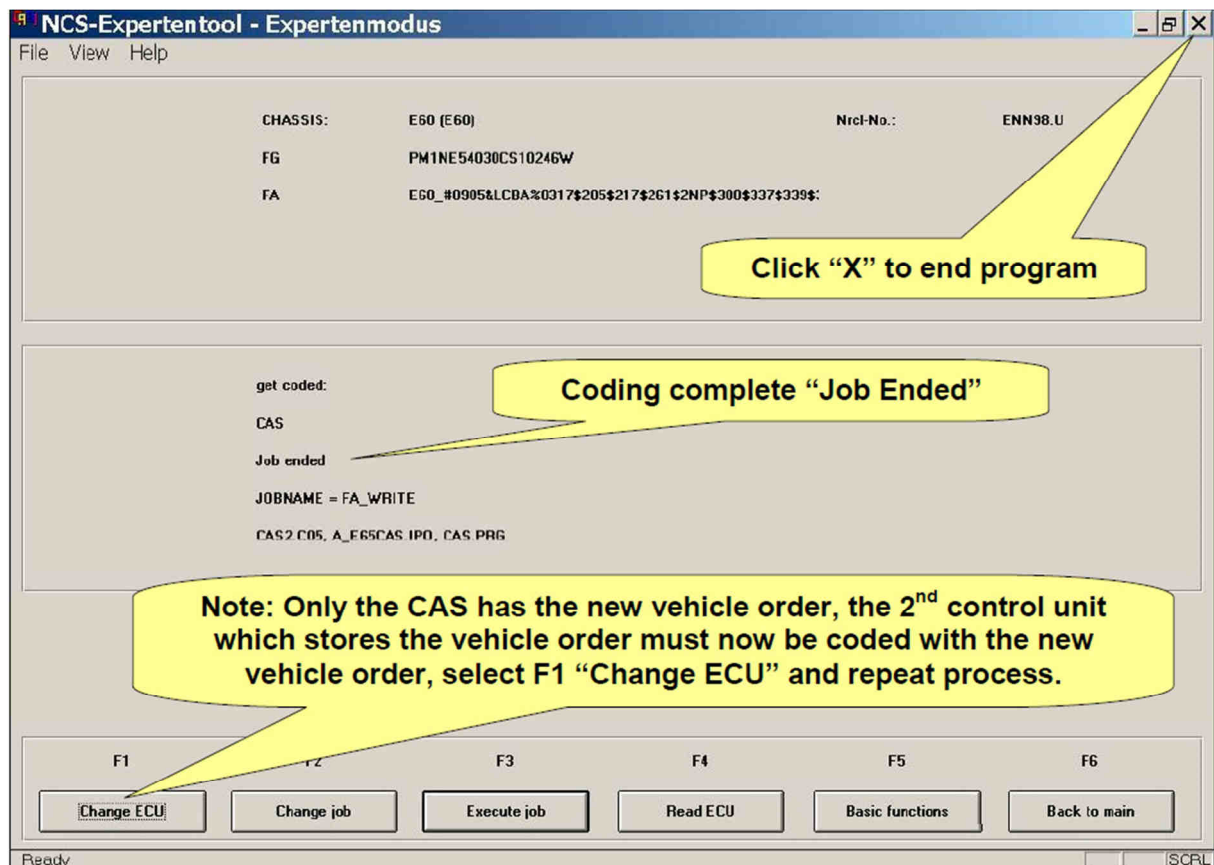 NCS-Expertentool - Expertenmodus
File View Help
CHASSIS: E60 (E60) Nrcl-No.: ENN98.U
FG PM1NE54030CS10246W
FA E60_#0905&LCBA%0317$205$217$261$2NP$300$337$339$:
Click “X” to end program
get coded:
Coding complete “Job Ended”
CAS
Job ended
JOBNAME = FA_WRITE
CAS2.C05, A_E65CAS.IPO, CAS.PRG
Note: Only the CAS has the new vehicle order, the 2nd control unit
which stores the vehicle order must now be coded with the new
vehicle order, select F1 “Change ECU” and repeat process.
F1 F2 F3 F4 F5 F6
Change ECU Change job Execute job Read ECU Basic functions Back to main
Ready SCRL